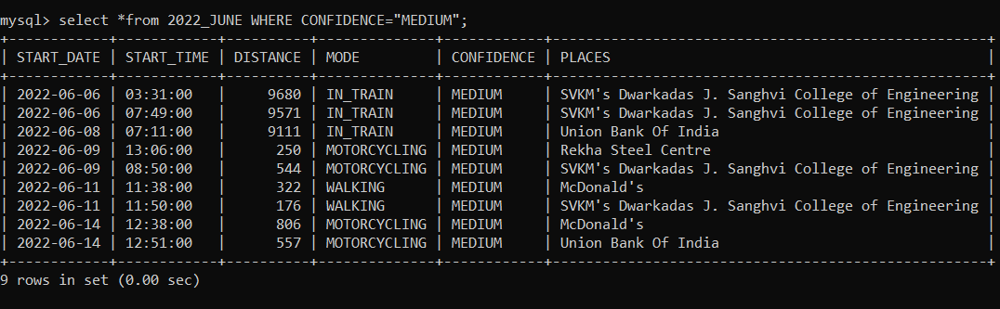 mysql> select *from 2022_JUNE WHERE CONFIDENCE="MEDIUM";
+------------+------------+----------+--------------+------------+------------------------------------------------------+
| START_DATE | START_TIME | DISTANCE | MODE         | CONFIDENCE | PLACES                                               |
+------------+------------+----------+--------------+------------+------------------------------------------------------+
| 2022-06-06 | 03:31:00   |     9680 | IN_TRAIN     | MEDIUM     | SVKM's Dwarkadas J. Sanghvi College of Engineering |
| 2022-06-06 | 07:49:00   |     9571 | IN_TRAIN     | MEDIUM     | SVKM's Dwarkadas J. Sanghvi College of Engineering |
| 2022-06-08 | 07:11:00   |     9111 | IN_TRAIN     | MEDIUM     | Union Bank Of India                                  |
| 2022-06-09 | 13:06:00   |      250 | MOTORCYCLING | MEDIUM     | Rekha Steel Centre                                   |
| 2022-06-09 | 08:50:00   |      544 | MOTORCYCLING | MEDIUM     | SVKM's Dwarkadas J. Sanghvi College of Engineering |
| 2022-06-11 | 11:38:00   |      322 | WALKING      | MEDIUM     | McDonald's                                           |
| 2022-06-11 | 11:50:00   |      176 | WALKING      | MEDIUM     | SVKM's Dwarkadas J. Sanghvi College of Engineering |
| 2022-06-14 | 12:38:00   |      806 | MOTORCYCLING | MEDIUM     | McDonald's                                           |
| 2022-06-14 | 12:51:00   |      557 | MOTORCYCLING | MEDIUM     | Union Bank Of India                                  |
+------------+------------+----------+--------------+------------+------------------------------------------------------+
9 rows in set (0.00 sec)